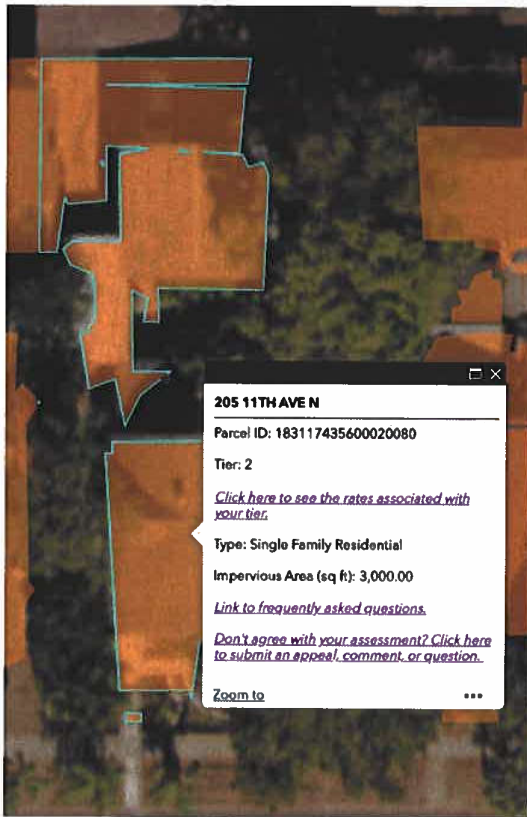 205 11TH AVE N
Parcel ID: 183117435600020080
Tier: 2
Click here to see the rates associated with
your tier.
Type: Single Family Residential
Impervious Area (sq ft): 3,000.00
Link to frequently asked questions.
Don't agree with your assessment? Click here
to submit an appeal, comment, or question.
Zoom to